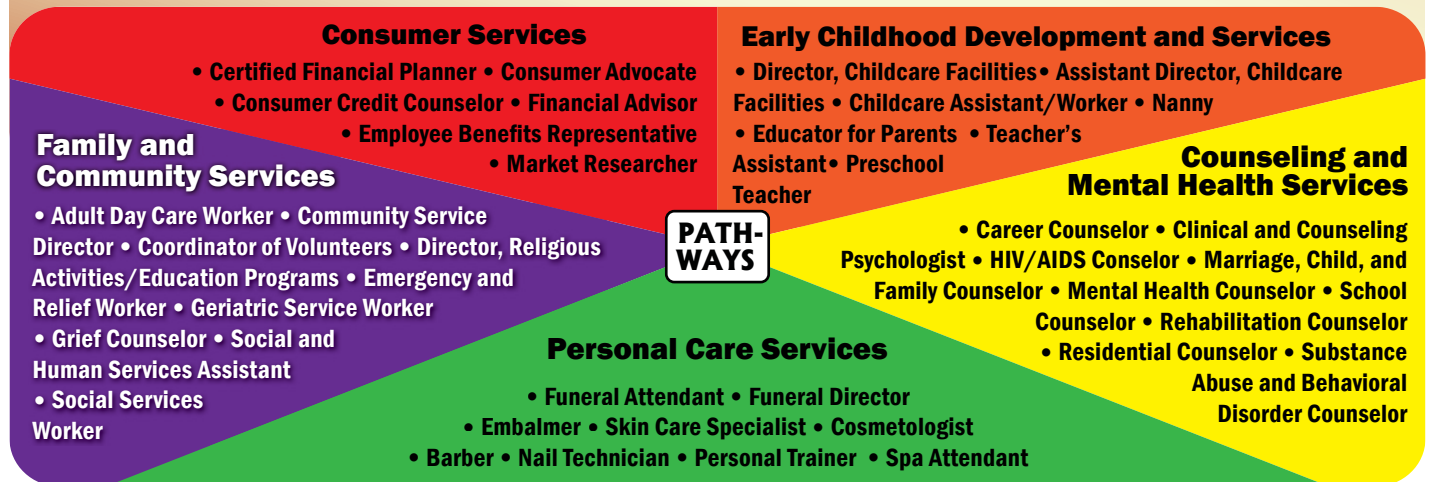 Consumer Services
• Certified Financial Planner • Consumer Advocate
• Consumer Credit Counselor • Financial Advisor
• Employee Benefits Representative
• Market Researcher
Early Childhood Development and Services
• Director, Childcare Facilities• Assistant Director, Childcare
Facilities • Childcare Assistant/Worker • Nanny
• Educator for Parents • Teacher's
Assistant• Preschool
Teacher
Family and
Community Services
• Adult Day Care Worker • Community Service
Director • Coordinator of Volunteers • Director, Religious
Activities/Education Programs • Emergency and
Relief Worker • Geriatric Service Worker
• Grief Counselor • Social and
Human Services Assistant
• Social Services
Worker
PATH-
WAYS
Counseling and
Mental Health Services
• Career Counselor • Clinical and Counseling
Psychologist • HIV/AIDS Conselor • Marriage, Child, and
Family Counselor • Mental Health Counselor • School
Counselor • Rehabilitation Counselor
• Residential Counselor • Substance
Abuse and Behavioral
Disorder Counselor
Personal Care Services
• Funeral Attendant • Funeral Director
• Embalmer • Skin Care Specialist • Cosmetologist
• Barber • Nail Technician • Personal Trainer • Spa Attendant